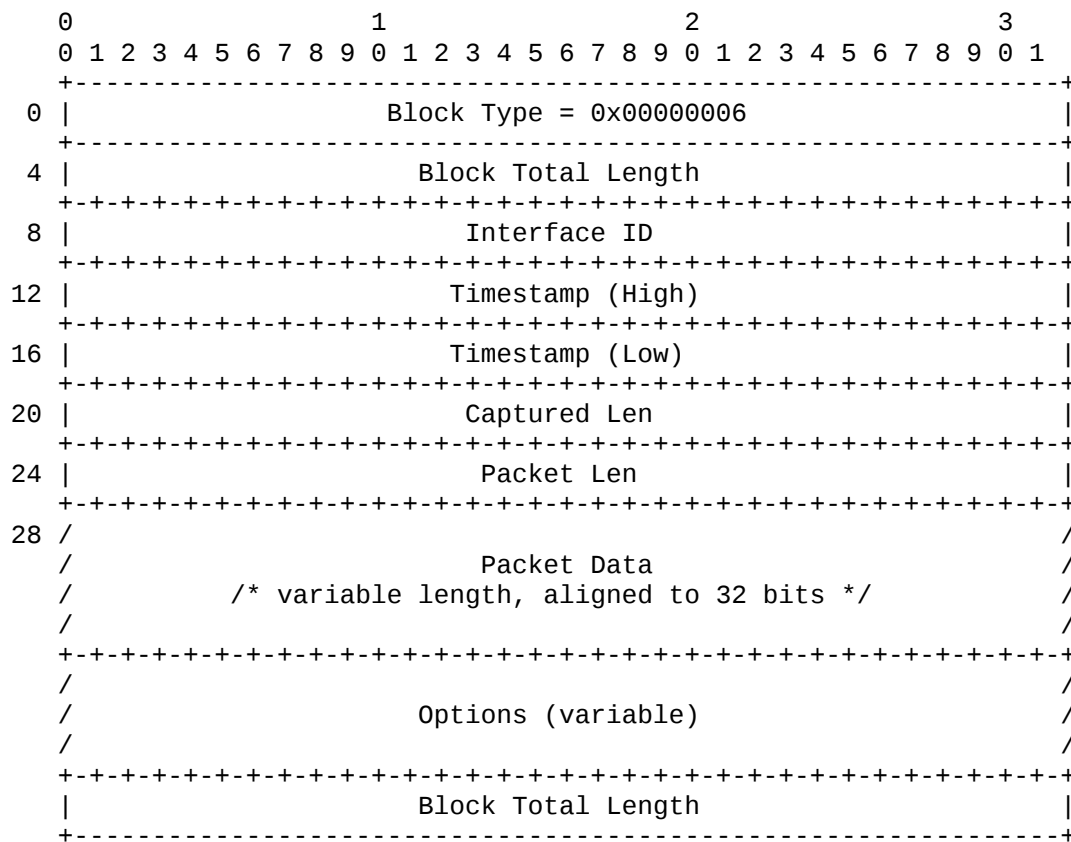 0                   1                   2                   3
    0 1 2 3 4 5 6 7 8 9 0 1 2 3 4 5 6 7 8 9 0 1 2 3 4 5 6 7 8 9 0 1
    +---------------------------------------------------------------+
  0 |                    Block Type = 0x00000006                    |
    +---------------------------------------------------------------+
  4 |                      Block Total Length                       |
    +-+-+-+-+-+-+-+-+-+-+-+-+-+-+-+-+-+-+-+-+-+-+-+-+-+-+-+-+-+-+-+-+
  8 |                         Interface ID                          |
    +-+-+-+-+-+-+-+-+-+-+-+-+-+-+-+-+-+-+-+-+-+-+-+-+-+-+-+-+-+-+-+-+
 12 |                        Timestamp (High)                       |
    +-+-+-+-+-+-+-+-+-+-+-+-+-+-+-+-+-+-+-+-+-+-+-+-+-+-+-+-+-+-+-+-+
 16 |                        Timestamp (Low)                        |
    +-+-+-+-+-+-+-+-+-+-+-+-+-+-+-+-+-+-+-+-+-+-+-+-+-+-+-+-+-+-+-+-+
 20 |                         Captured Len                          |
    +-+-+-+-+-+-+-+-+-+-+-+-+-+-+-+-+-+-+-+-+-+-+-+-+-+-+-+-+-+-+-+-+
 24 |                          Packet Len                           |
    +-+-+-+-+-+-+-+-+-+-+-+-+-+-+-+-+-+-+-+-+-+-+-+-+-+-+-+-+-+-+-+-+
 28 /                                                               /
    /                          Packet Data                          /
    /          /* variable length, aligned to 32 bits */            /
    /                                                               /
    +-+-+-+-+-+-+-+-+-+-+-+-+-+-+-+-+-+-+-+-+-+-+-+-+-+-+-+-+-+-+-+-+
    /                                                               /
    /                      Options (variable)                       /
    /                                                               /
    +-+-+-+-+-+-+-+-+-+-+-+-+-+-+-+-+-+-+-+-+-+-+-+-+-+-+-+-+-+-+-+-+
    |                      Block Total Length                       |
    +---------------------------------------------------------------+